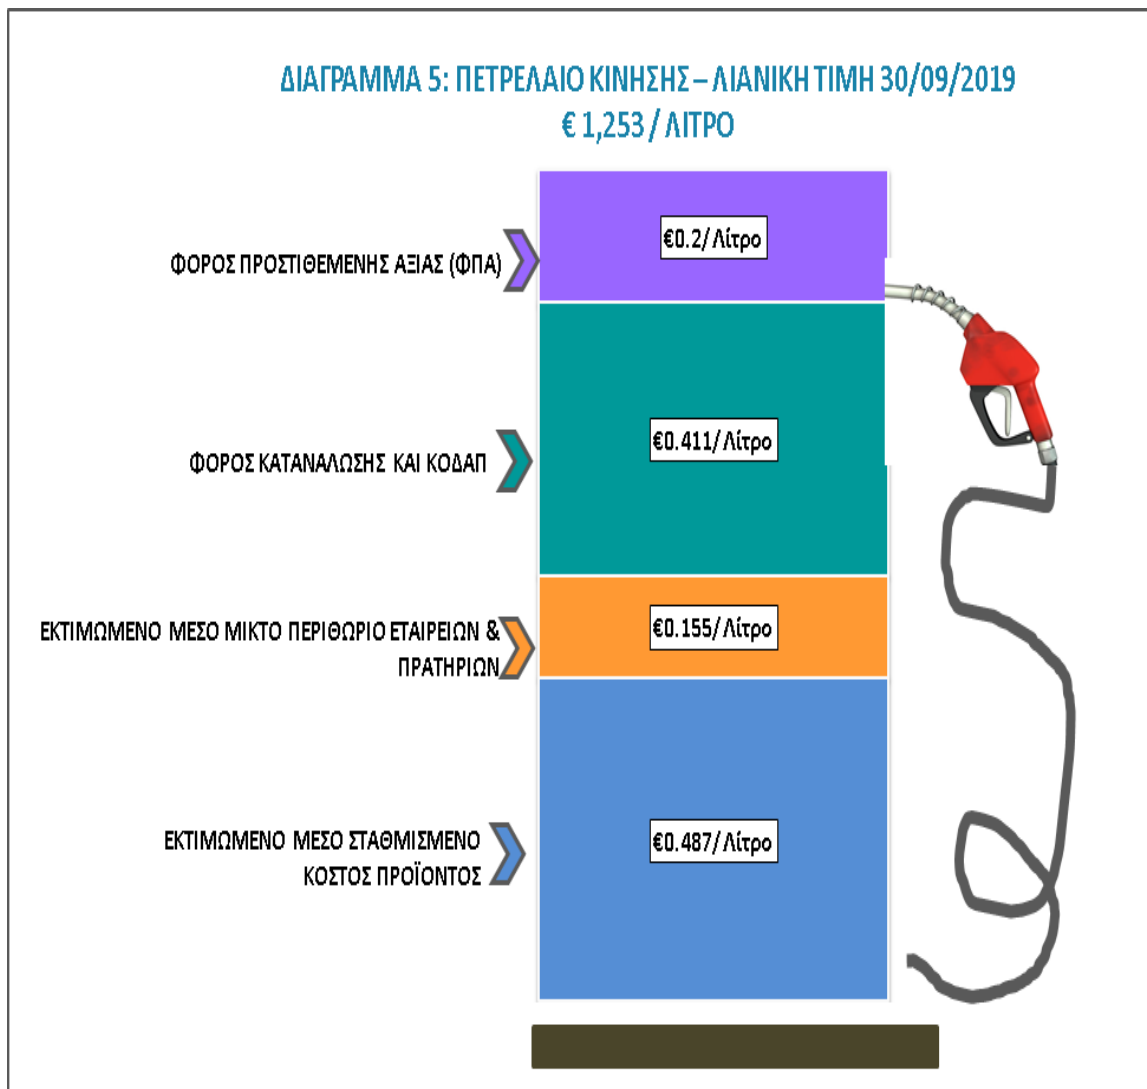 ΔΙΑΓΡΑΜΜΑ 5: ΠΕΤΡΕΛΑΙΟ ΚΙΝΗΣΗΣ – ΛΙΑΝΙΚΗ ΤΙΜΗ 30/09/2019
€ 1,253 / ΛΙΤΡΟ
ΦΟΡΟΣ ΠΡΟΣΤΙΘΕΜΕΝΗΣ ΑΞΙΑΣ (ΦΠΑ)
€0.2/ Λίτρο
ΦΟΡΟΣ ΚΑΤΑΝΑΛΩΣΗΣ ΚΑΙ ΚΟΔΑΠ
€0.411/ Λίτρο
ΕΚΤΙΜΩΜΕΝΟ ΜΕΣΟ ΜΙΚΤΟ ΠΕΡΙΘΩΡΙΟ ΕΤΑΙΡΕΙΩΝ &
ΠΡΑΤΗΡΙΩΝ
€0.155/ Λίτρο
ΕΚΤΙΜΩΜΕΝΟ ΜΕΣΟ ΣΤΑΘΜΙΣΜΕΝΟ
ΚΟΣΤΟΣ ΠΡΟΪΟΝΤΟΣ
€0.487/ Λίτρο